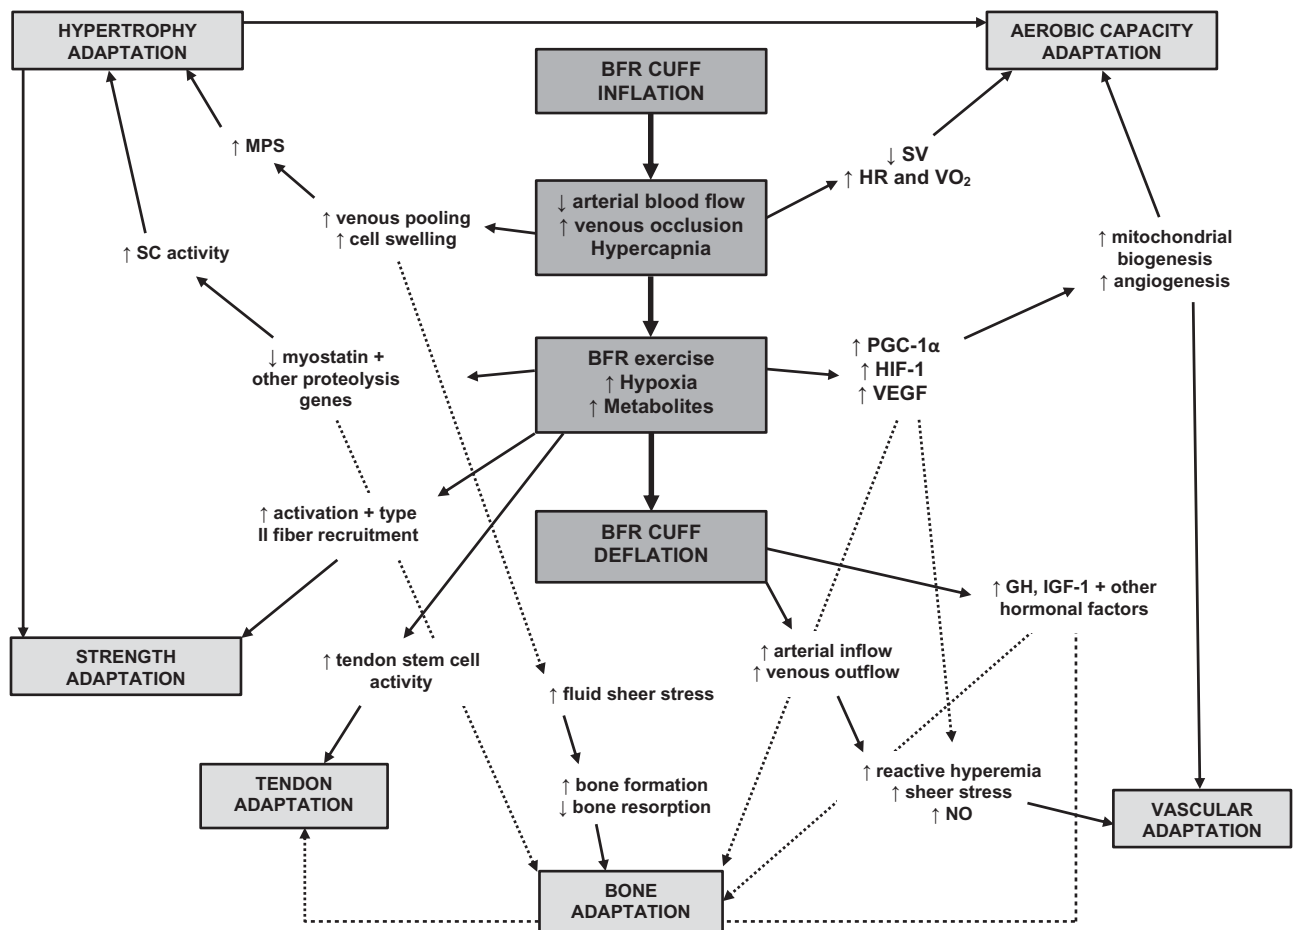 HYPERTROPHY
ADAPTATION
AEROBIC CAPACITY
ADAPTATION
BFR CUFF
INFLATION
↑ MPS
↓ SV
↑ HR and VO₂
↓ arterial blood flow
↑ venous occlusion
Hypercapnia
↑ venous pooling
↑ cell swelling
↑ SC activity
↑ mitochondrial
biogenesis
↑ angiogenesis
BFR exercise
↑ Hypoxia
↑ Metabolites
↑ PGC-1α
↑ HIF-1
↑ VEGF
↓ myostatin +
other proteolysis
genes
↑ activation + type
II fiber recruitment
BFR CUFF
DEFLATION
↑ GH, IGF-1 + other
hormonal factors
STRENGTH
ADAPTATION
↑ tendon stem cell
activity
↑ arterial inflow
↑ venous outflow
↑ fluid sheer stress
TENDON
ADAPTATION
↑ bone formation
↓ bone resorption
↑ reactive hyperemia
↑ sheer stress
↑ NO
VASCULAR
ADAPTATION
BONE
ADAPTATION